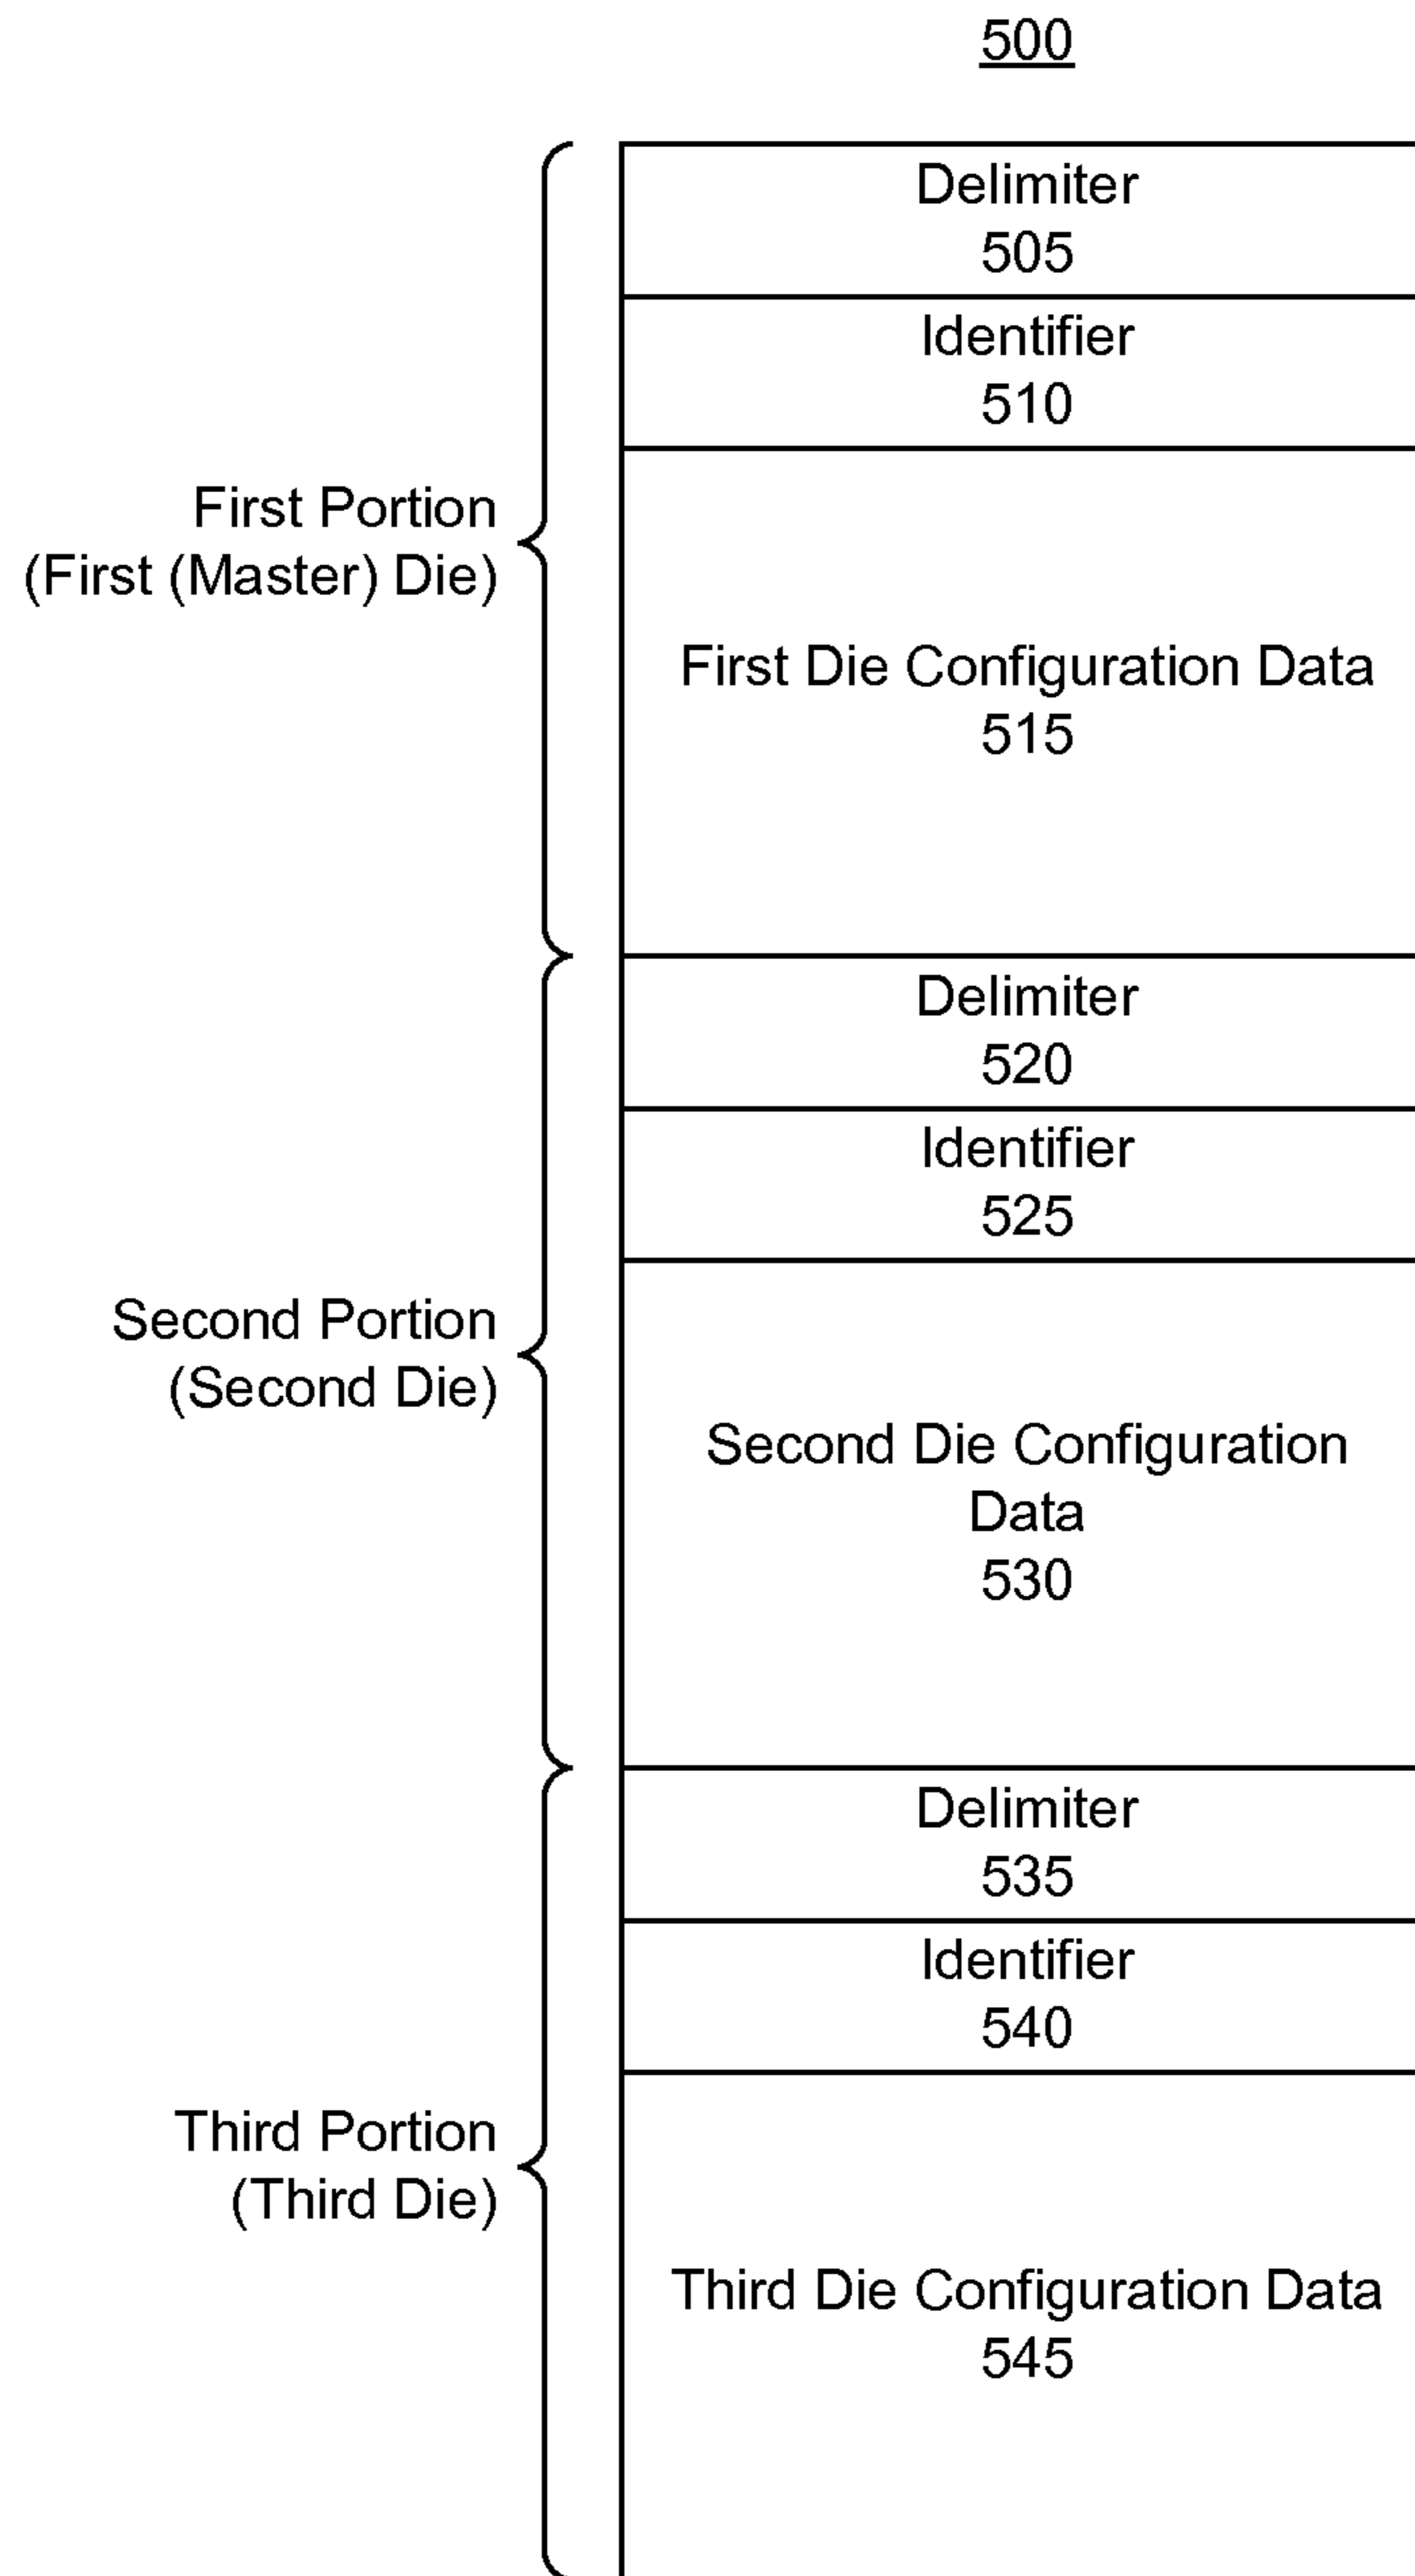 500
Delimiter
505
Identifier
510
First Portion
(First (Master) Die)
First Die Configuration Data
515
Delimiter
520
Identifier
525
Second Portion
(Second Die)
Second Die Configuration
Data
530
Delimiter
535
Identifier
540
Third Portion
(Third Die)
Third Die Configuration Data
545